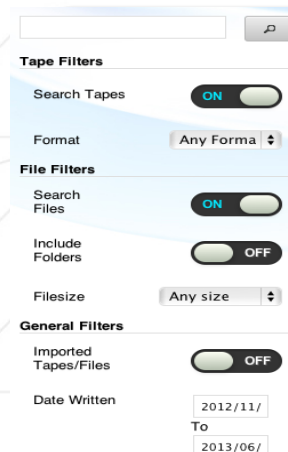 Tape Filters
Search Tapes ON
Format Any Forma
File Filters
Search
Files ON
Include
Folders OFF
Filesize Any size
General Filters
Imported
Tapes/Files OFF
Date Written 2012/11/
To
2013/06/